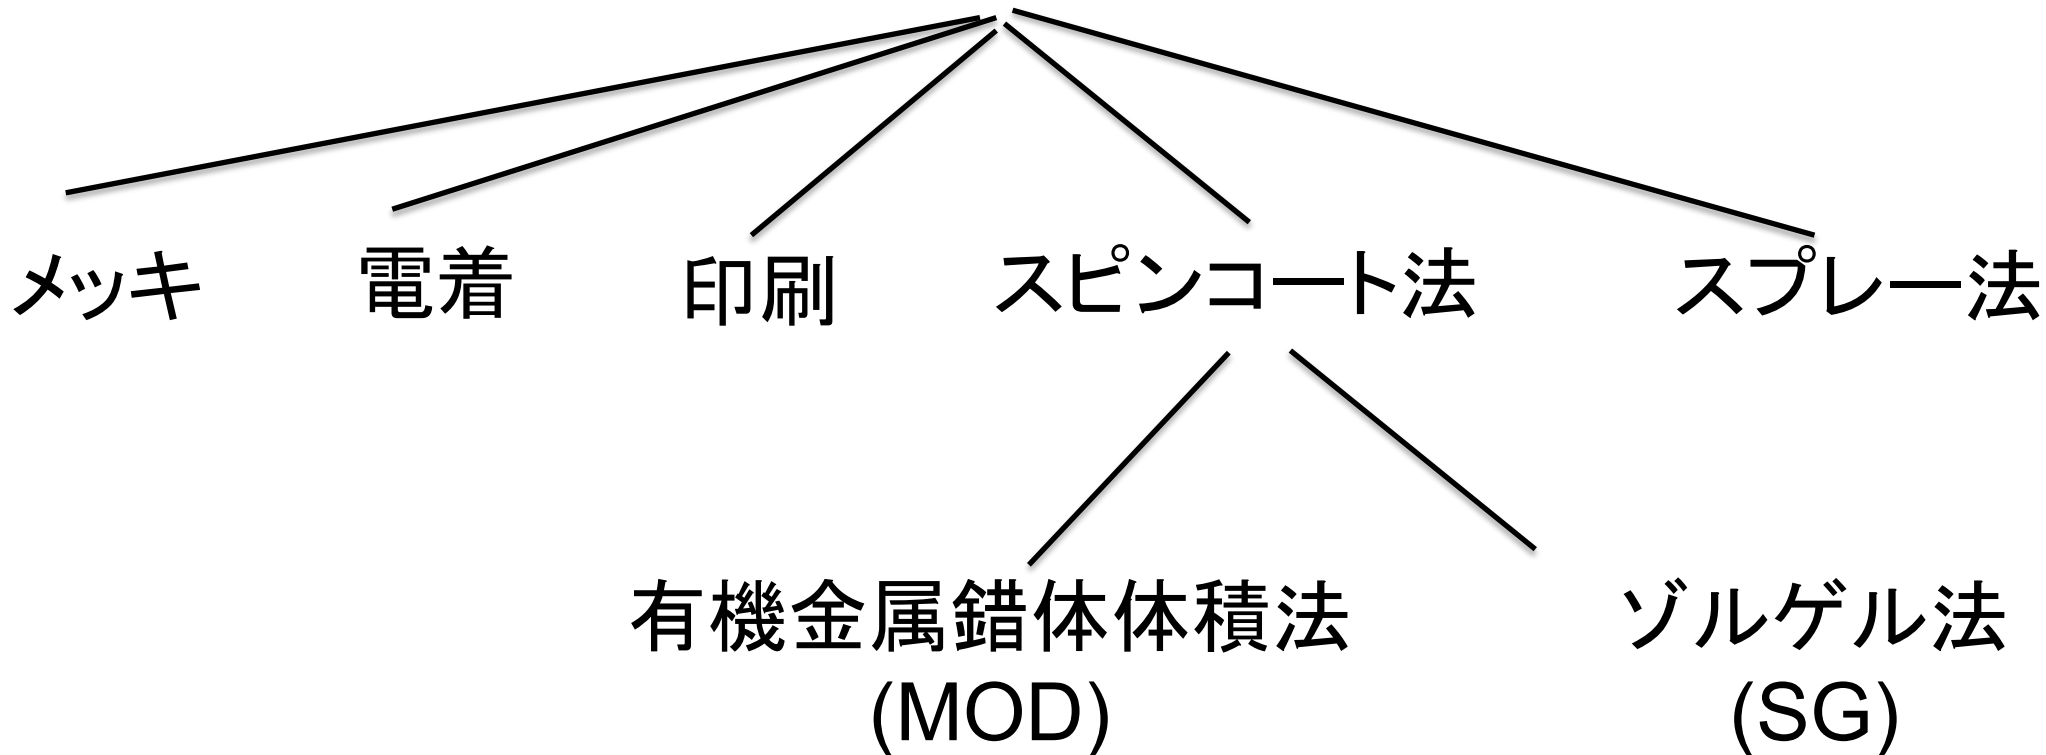 メッキ
電着
印刷
スピンコート法
スプレー法
有機金属錯体体積法
(MOD)
ゾルゲル法
(SG)